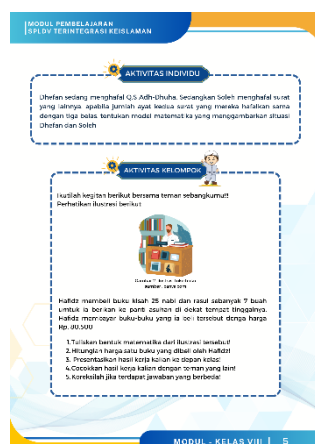 MODUL PEMBELAJARAN
SPLDV TERINTEGRASI KEISLAMAN
AKTIVITAS INDIVIDU
Dhefan sedang menghafal Q.S Adh-Dhuha. Sedangkan Soleh menghafal surat
yang lainnya. apabila jumlah ayat kedua surat yang mereka hafalkan sama
dengan tiga belas. tentukan model matematika yang menggambarkan situasi
Dhefan dan Soleh
AKTIVITAS KELOMPOK
Ikutilah kegitan berikut bersama teman sebangkumu!!!
Perhatikan ilustrasi berikut
Hafidz membeli buku kisah 25 nabi dan rasul sebanyak 7 buah
untuk ia berikan ke panti asuhan di dekat tempat tinggalnya.
Hafidz membayar buku-buku yang ia beli tersebut denga harga
Rp. 80.500
1.Tuliskan bentuk matematika dari ilustrasi tersebut!
2.Hitunglah harga satu buku yang dibeli oleh Hafidz!
3. Presentasikan hasil kerja kalian ke depan kelas!
4.Cocokkan hasil kerja kalian dengan teman yang lain!
5.Koreksilah jika terdapat jawaban yang berbeda!
MODUL - KELAS VIII | 5